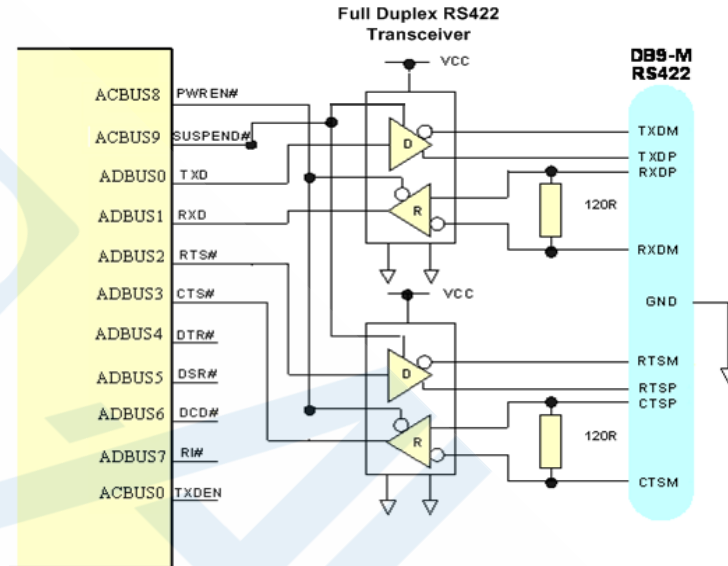 Full Duplex RS422
Transceiver
VCC
DB9-M
RS422
ACBUS8 PWREN#
ACBUS9 SUSPEND#
ADBUS0 TXD
ADBUS1 RXD
ADBUS2 RTS#
ADBUS3 CTS#
ADBUS4 DTR#
ADBUS5 DSR#
ADBUS6 DCD#
ADBUS7 RI#
ACBUS0 TXDEN
D
R
VCC
D
R
120R
120R
TXDM
TXDP
RXDP
RXDM
GND
RTSM
RTSP
CTSP
CTSM